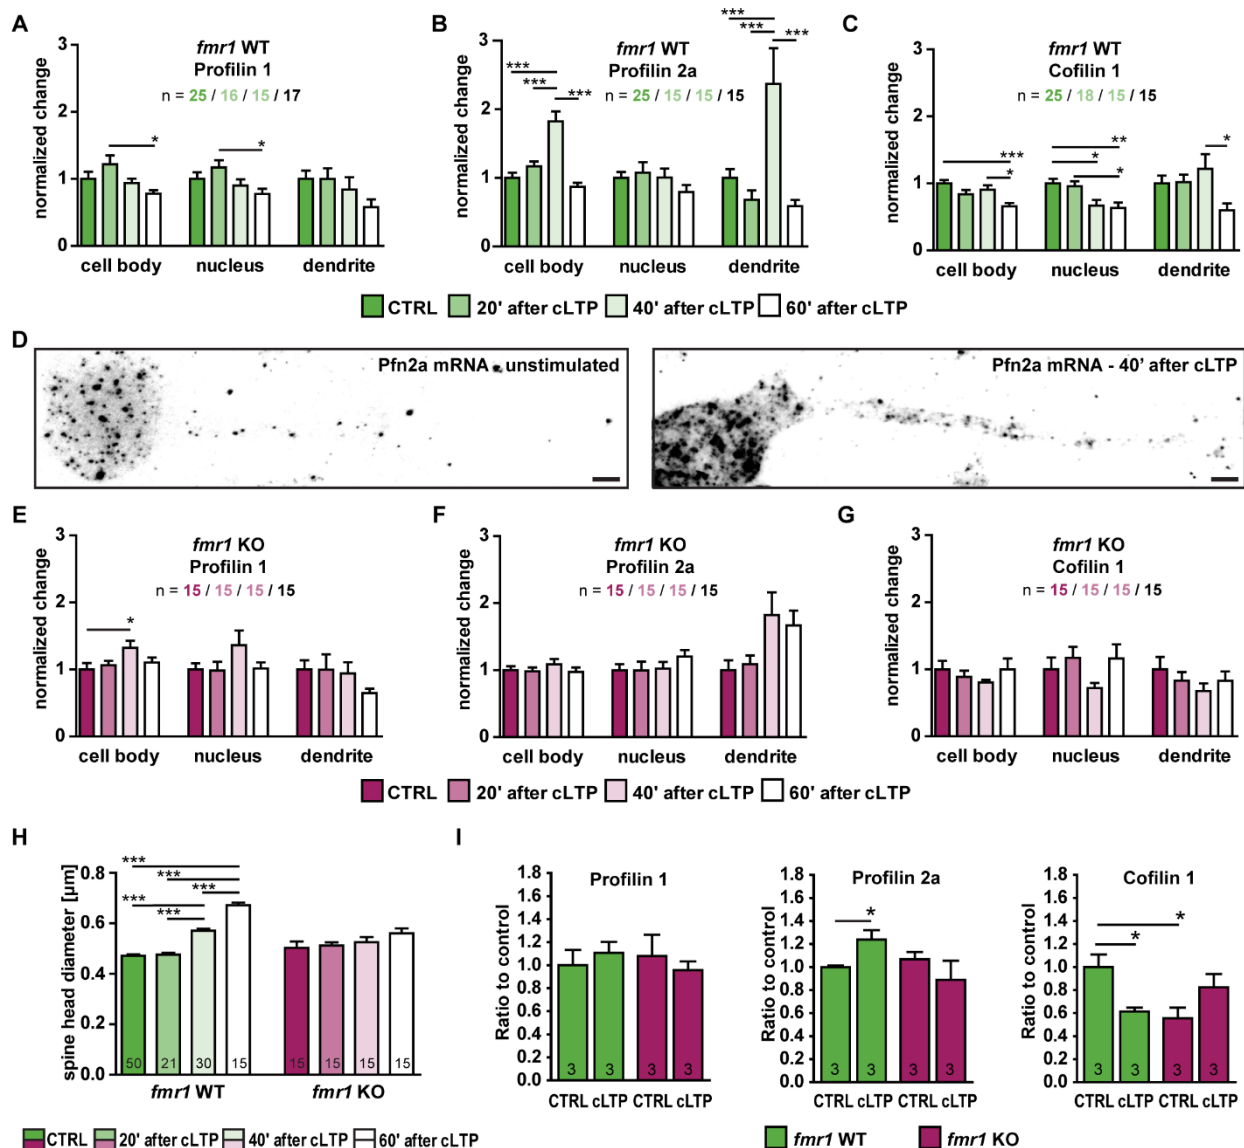 A
fmr1 WT
Profilin 1
n = 25 / 16 / 15 / 17
normalized change
3
2
1
0
* *
cell body nucleus dendrite
B
fmr1 WT
Profilin 2a
n = 25 / 15 / 15 / 15
normalized change
3
2
1
0
*** *** *** *** *** ***
cell body nucleus dendrite
C
fmr1 WT
Cofilin 1
n = 25 / 18 / 15 / 15
normalized change
3
2
1
0
*** * ** * * *
cell body nucleus dendrite
CTRL 20' after cLTP 40' after cLTP 60' after cLTP
D
Pfn2a mRNA - unstimulated
Pfn2a mRNA - 40' after cLTP
E
fmr1 KO
Profilin 1
n = 15 / 15 / 15 / 15
normalized change
3
2
1
0
*
cell body nucleus dendrite
F
fmr1 KO
Profilin 2a
n = 15 / 15 / 15 / 15
normalized change
3
2
1
0
cell body nucleus dendrite
G
fmr1 KO
Cofilin 1
n = 15 / 15 / 15 / 15
normalized change
3
2
1
0
cell body nucleus dendrite
CTRL 20' after cLTP 40' after cLTP 60' after cLTP
H
spine head diameter [µm]
0.8
0.6
0.4
0.2
0.0
*** *** *** *** ***
50 21 30 15 15 15 15 15
fmr1 WT fmr1 KO
CTRL 20' after cLTP 40' after cLTP 60' after cLTP
I
Profilin 1
Ratio to control
1.8
1.6
1.4
1.2
1.0
0.8
0.6
0.4
0.2
0.0
3 3 3 3
CTRL cLTP CTRL cLTP
Profilin 2a
Ratio to control
1.8
1.6
1.4
1.2
1.0
0.8
0.6
0.4
0.2
0.0
*
3 3 3 3
CTRL cLTP CTRL cLTP
Cofilin 1
Ratio to control
1.8
1.6
1.4
1.2
1.0
0.8
0.6
0.4
0.2
0.0
* *
3 3 3 3
CTRL cLTP CTRL cLTP
fmr1 WT fmr1 KO